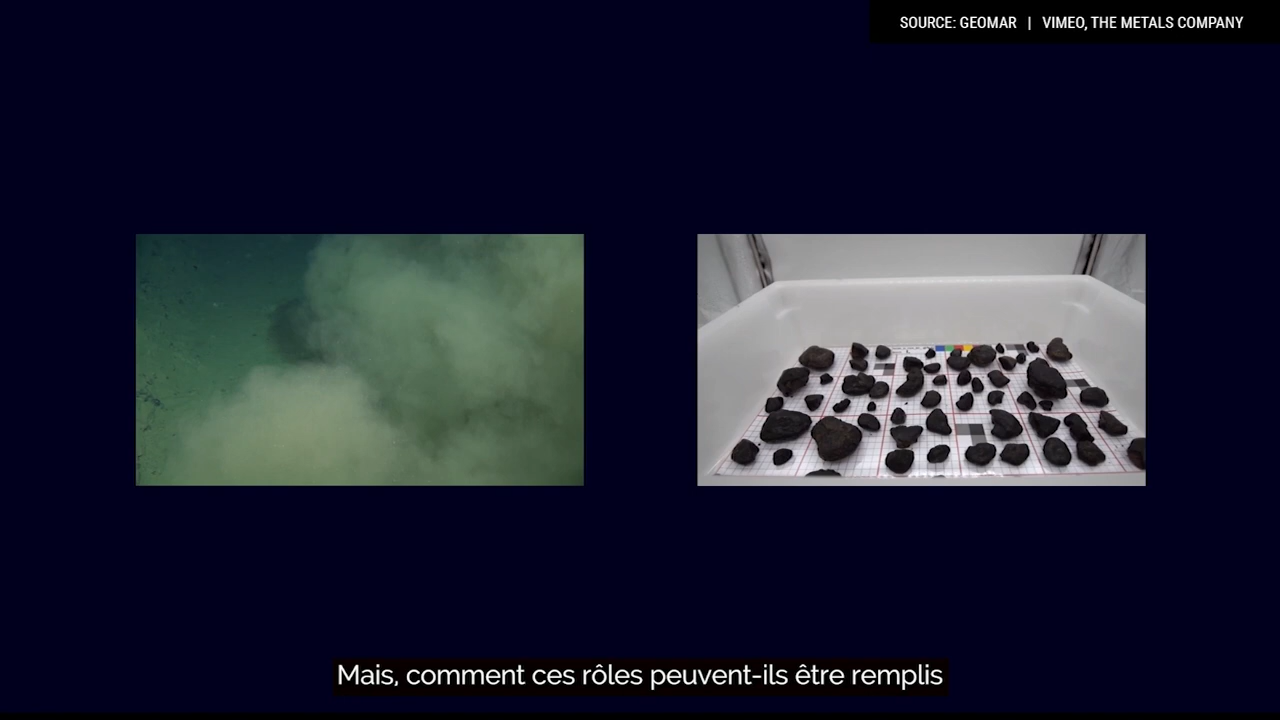 SOURCE: GEOMAR | VIMEO, THE METALS COMPANY
Mais, comment ces rôles peuvent-ils être remplis